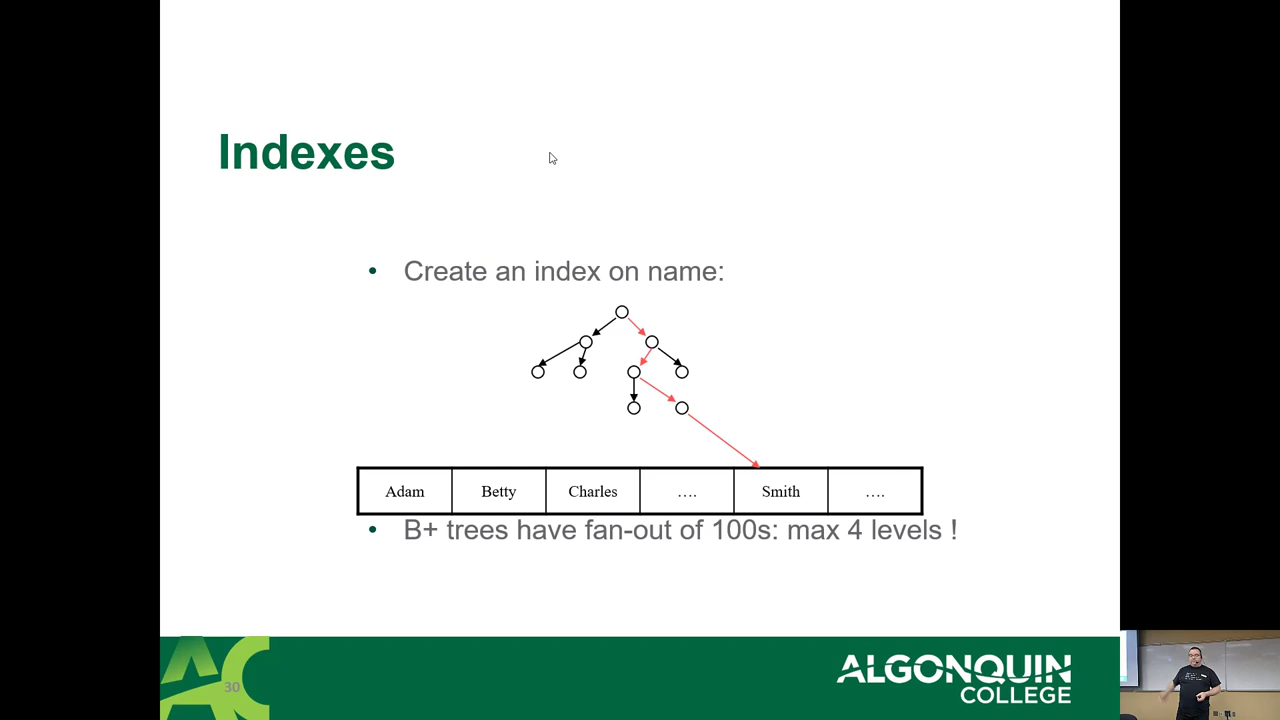 Indexes
• Create an index on name:
Adam Betty Charles .... Smith ....
• B+ trees have fan-out of 100s: max 4 levels !
AC
30
ALGONQUIN
COLLEGE